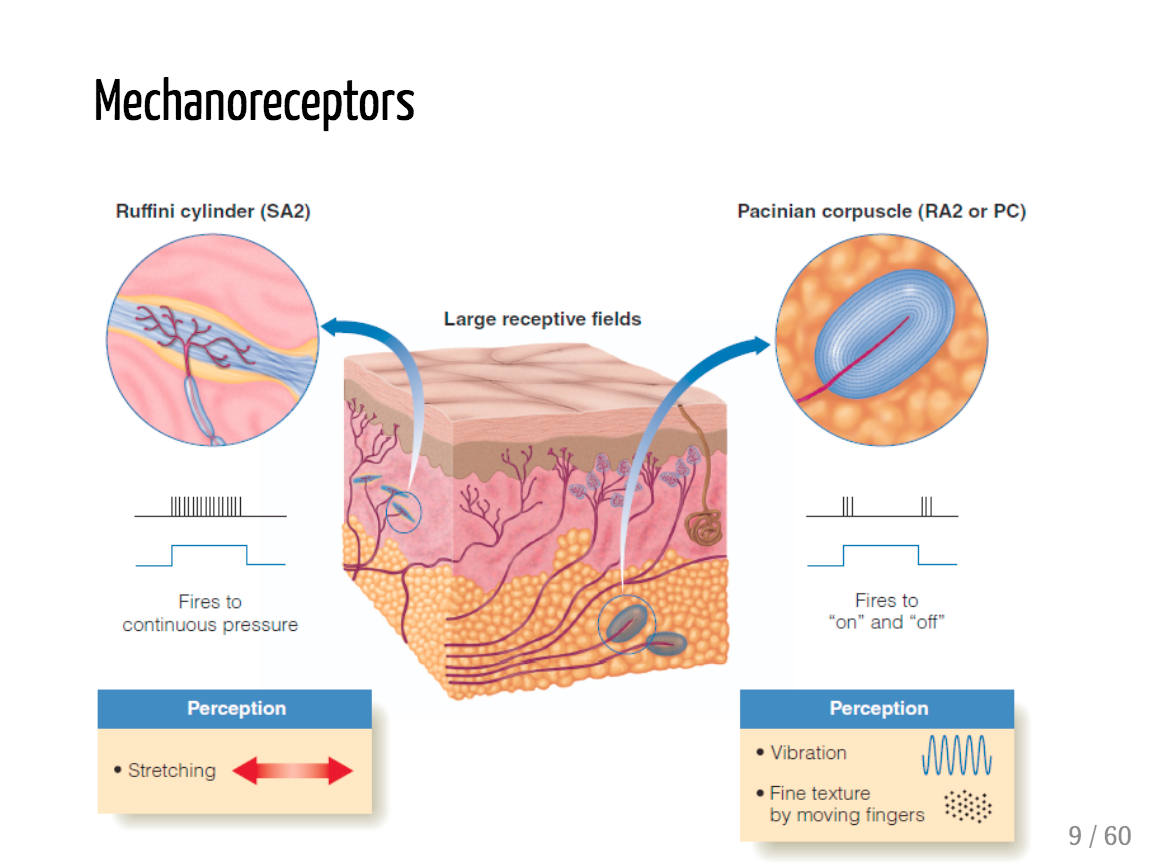 Mechanoreceptors
Ruffini cylinder (SA2)
Pacinian corpuscle (RA2 or PC)
Large receptive fields
Fires to
continuous pressure
Fires to
“on” and “off”
Perception
• Stretching
Perception
• Vibration
• Fine texture
by moving fingers
9 / 60